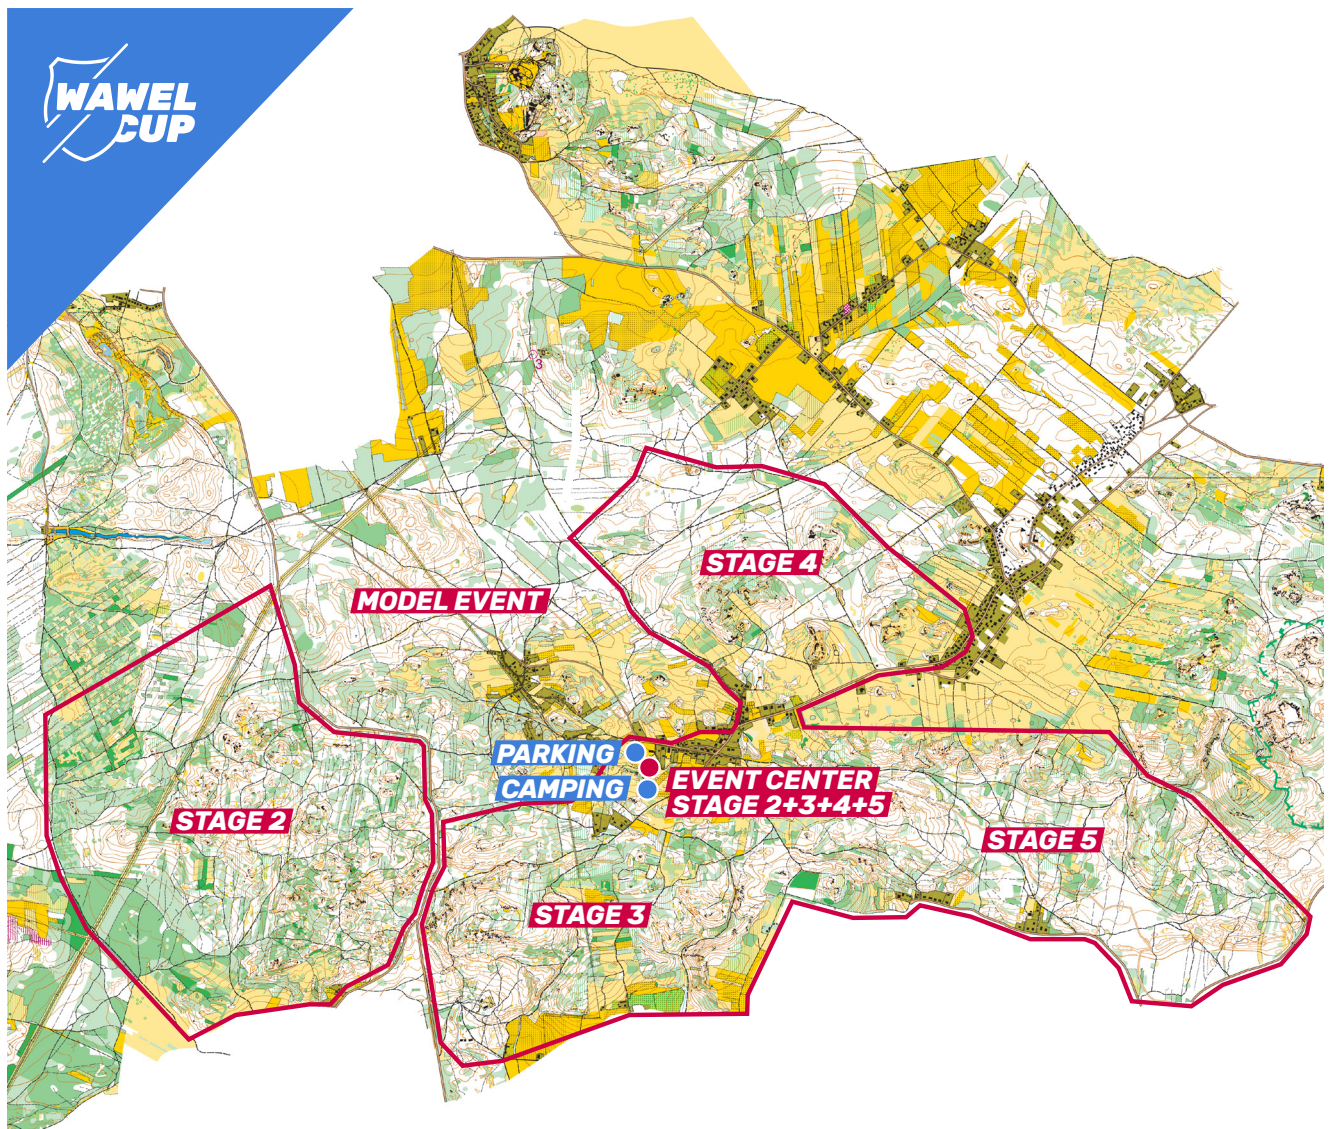 WAWEL
CUP
3
STAGE 4
MODEL EVENT
PARKING
CAMPING
EVENT CENTER
STAGE 2+3+4+5
STAGE 2
STAGE 5
STAGE 3